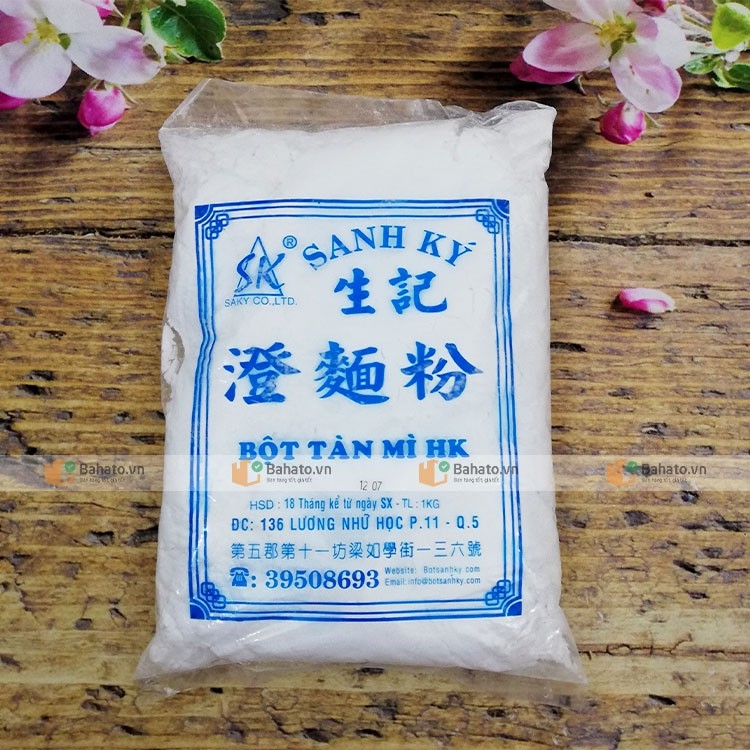 SK®
SAKY CO.,LTD.
SANH KÝ
生記
澄麵粉
BỘT TÀN MÌ HK
Bahato.vn Bahato.vn Bahato.vn Bahato.vn
12 07
HSD : 18 Tháng kể từ ngày SX - TL : 1KG
ĐC: 136 LƯƠNG NHỮ HỌC P.11 - Q.5
第五郡第十一坊梁如學街一三六號
☎: 39508693
Website: Botsanhky.com
Email: info@botsanhky.com